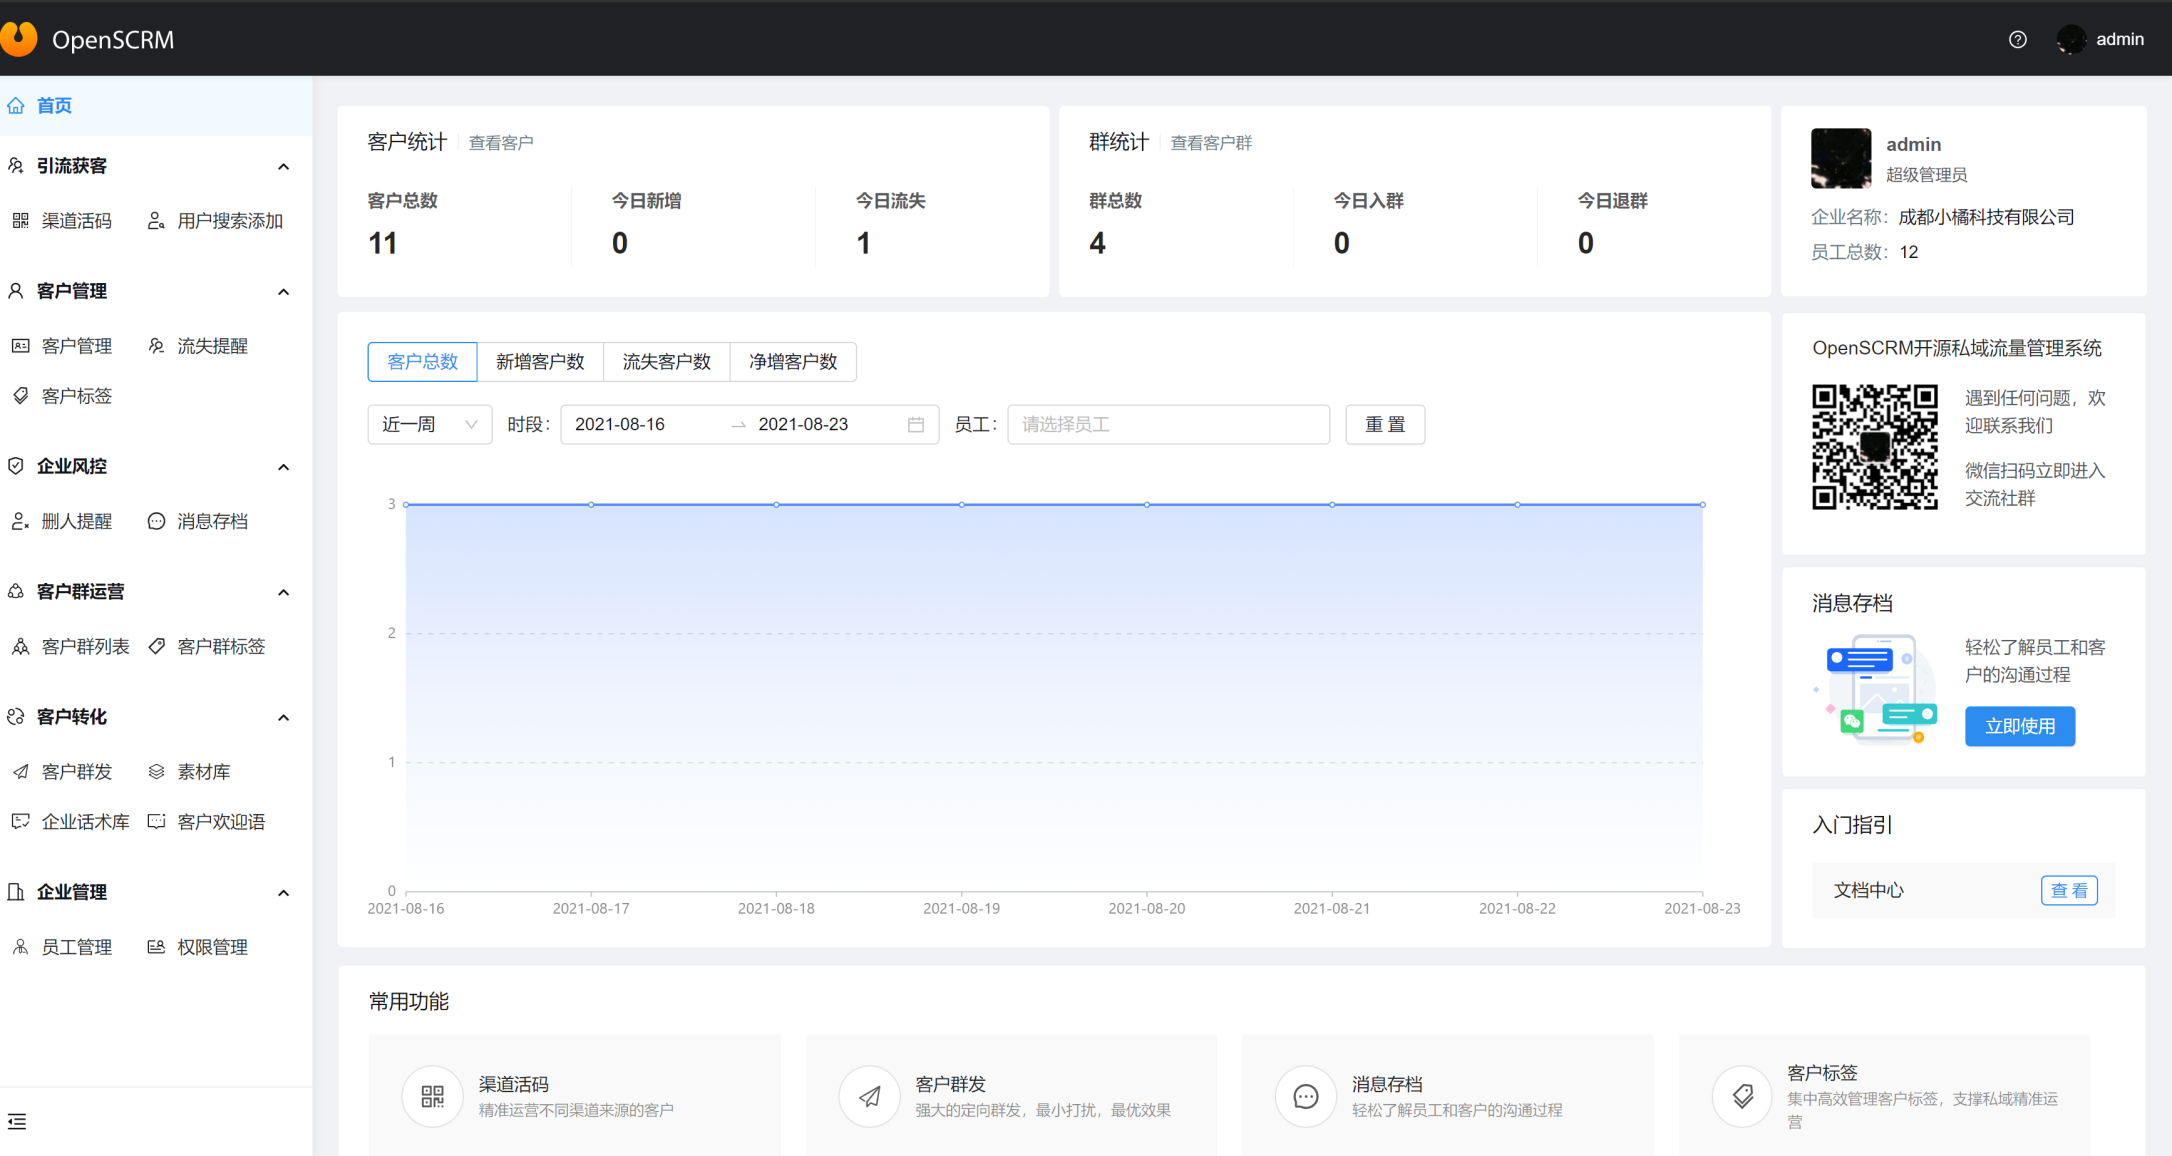 OpenSCRM
admin
首页
引流获客
渠道活码
用户搜索添加
客户管理
客户管理
流失提醒
客户标签
企业风控
删人提醒
消息存档
客户群运营
客户群列表
客户群标签
客户转化
客户群发
素材库
企业话术库
客户欢迎语
企业管理
员工管理
权限管理
客户统计 查看客户
客户总数 今日新增 今日流失
11 0 1
群统计 查看客户群
群总数 今日入群 今日退群
4 0 0
admin
超级管理员
企业名称：成都小橘科技有限公司
员工总数：12
客户总数 新增客户数 流失客户数 净增客户数
近一周 时段： 2021-08-16 2021-08-23 员工： 请选择员工 重 置
3
2
1
0
2021-08-16 2021-08-17 2021-08-18 2021-08-19 2021-08-20 2021-08-21 2021-08-22 2021-08-23
OpenSCRM开源私域流量管理系统
遇到任何问题，欢
迎联系我们
微信扫码立即进入
交流社群
消息存档
轻松了解员工和客
户的沟通过程
立即使用
入门指引
文档中心 查 看
常用功能
渠道活码
精准运营不同渠道来源的客户
客户群发
强大的定向群发，最小打扰，最优效果
消息存档
轻松了解员工和客户的沟通过程
客户标签
集中高效管理客户标签，支撑私域精准运
营